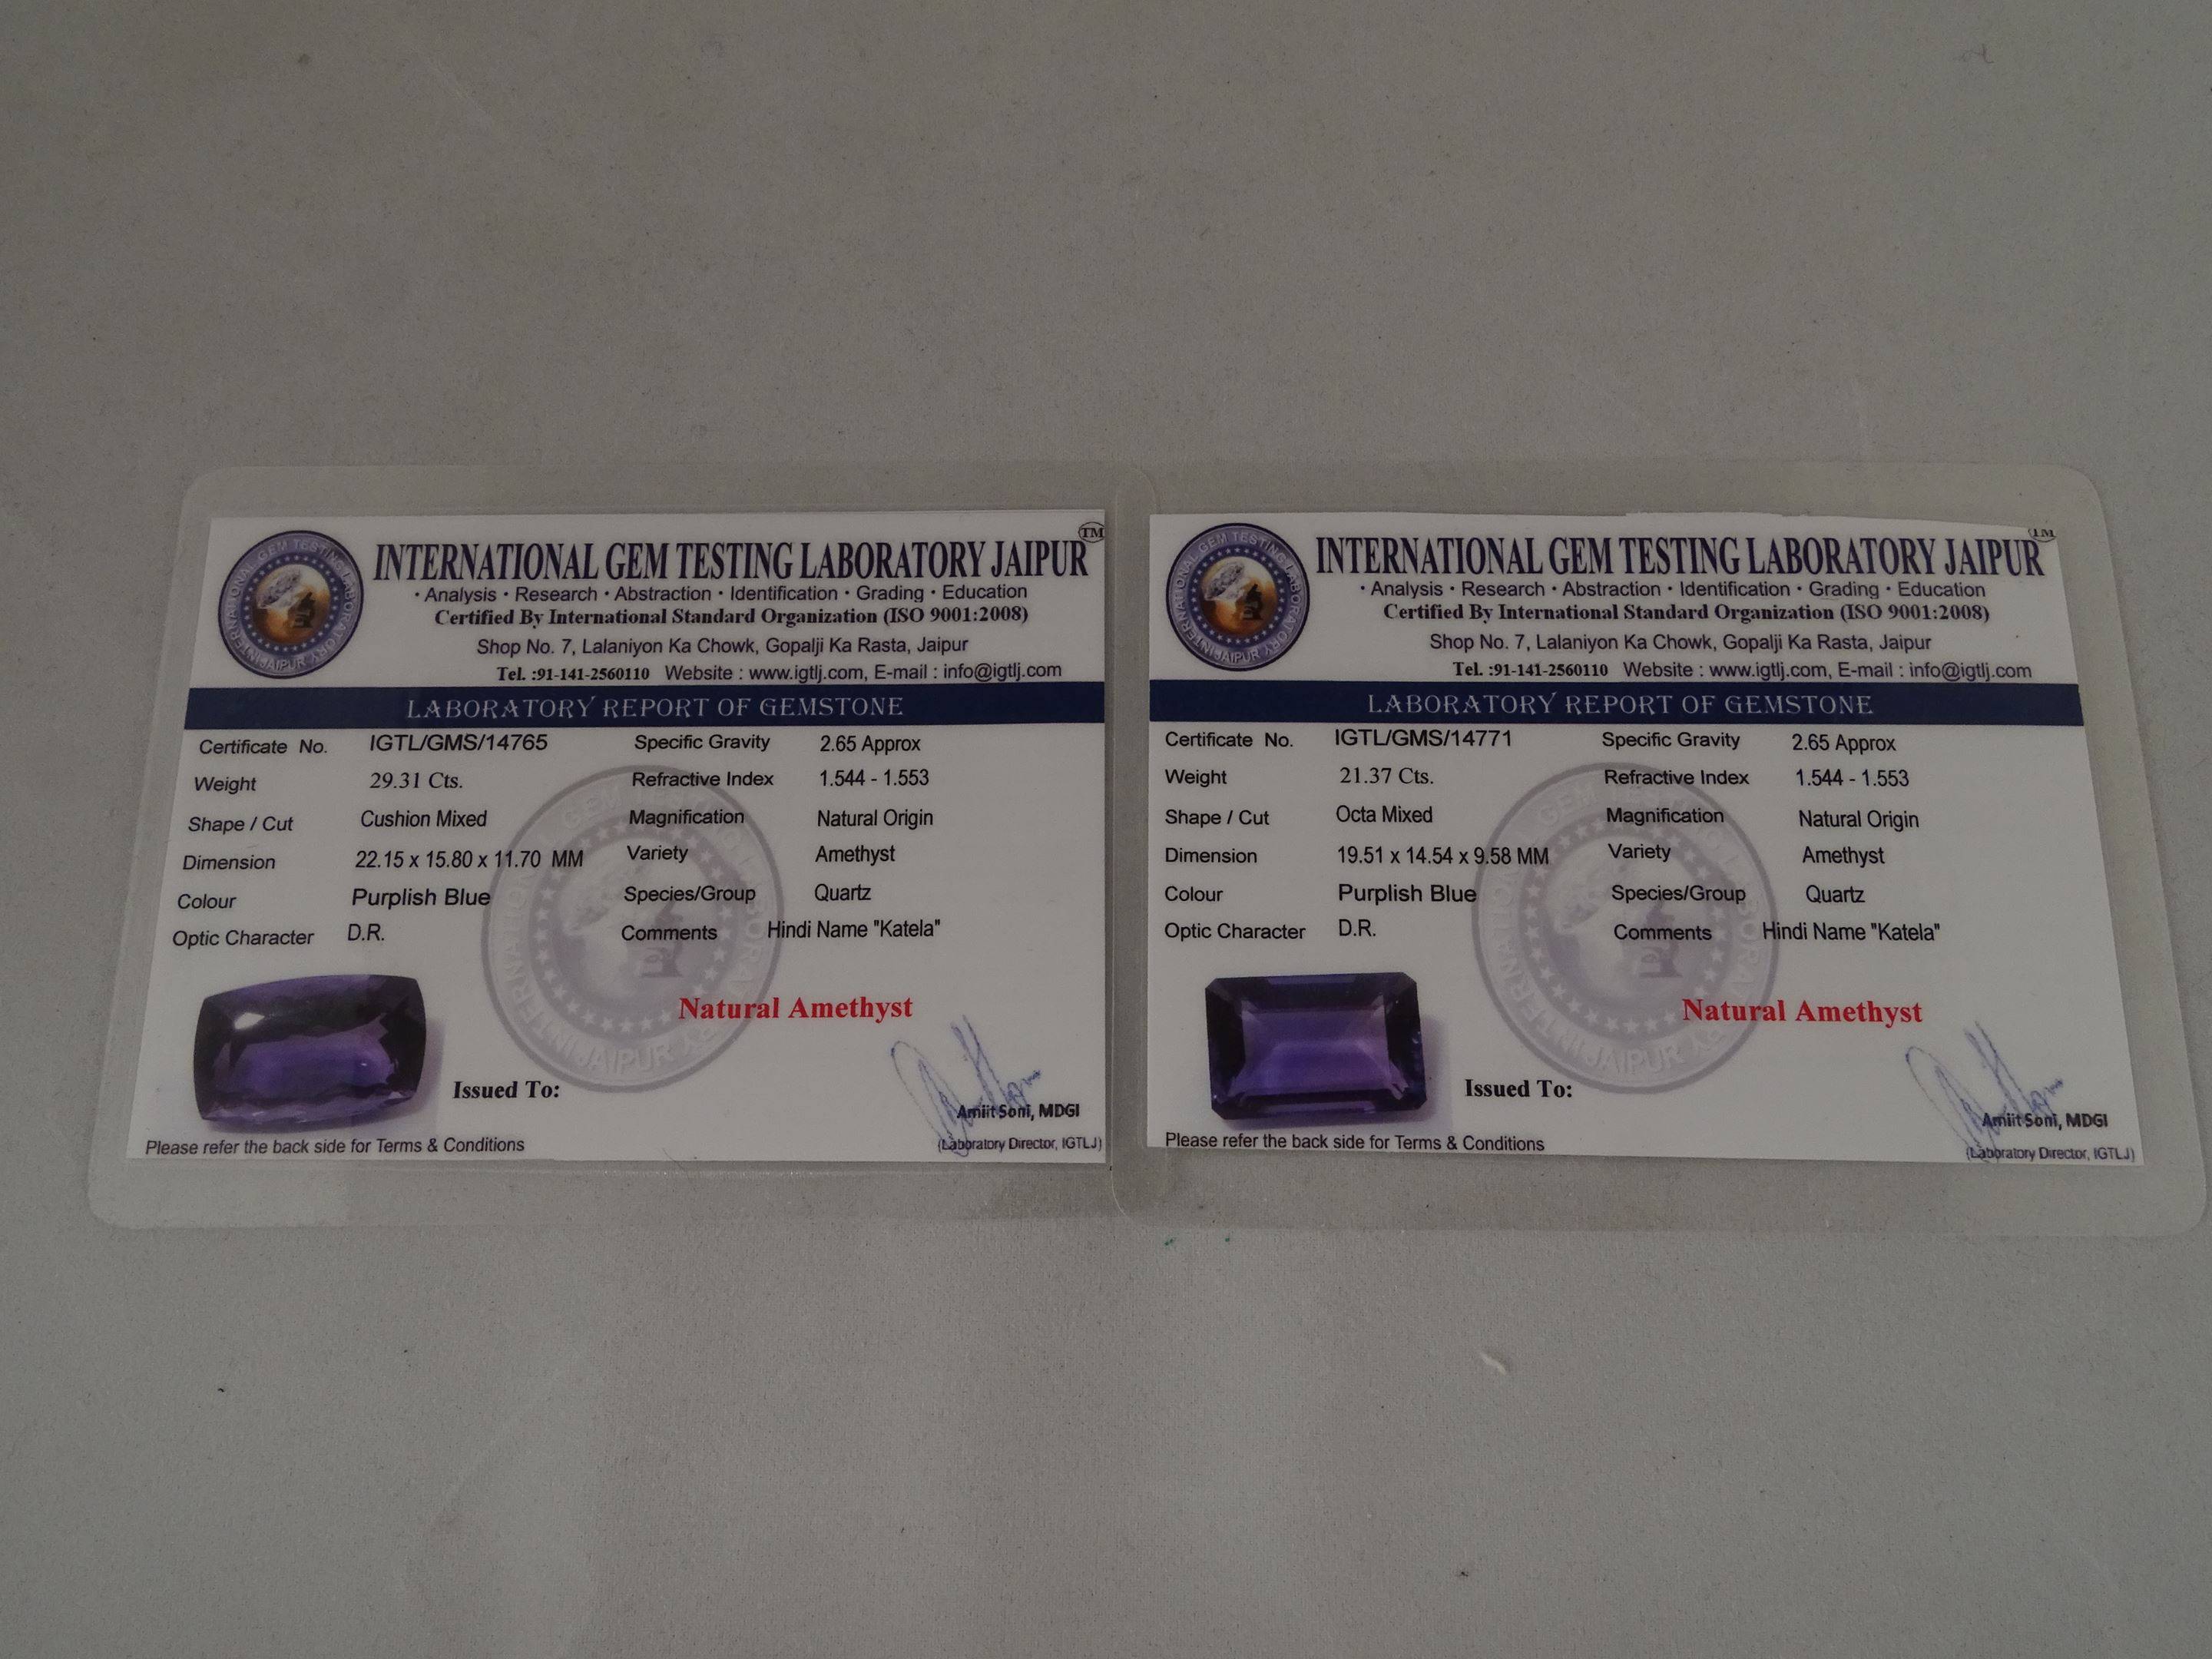 INTERNATIONAL GEM TESTING LABORATORY JAIPUR TM
• Analysis • Research • Abstraction • Identification • Grading • Education
Certified By International Standard Organization (ISO 9001:2008)
Shop No. 7, Lalaniyon Ka Chowk, Gopalji Ka Rasta, Jaipur
Tel. :91-141-2560110 Website : www.igtlj.com, E-mail : info@igtlj.com
LABORATORY REPORT OF GEMSTONE
Certificate No. IGTL/GMS/14765 Specific Gravity 2.65 Approx
Weight 29.31 Cts. Refractive Index 1.544 - 1.553
Shape / Cut Cushion Mixed Magnification Natural Origin
Dimension 22.15 x 15.80 x 11.70 MM Variety Amethyst
Colour Purplish Blue Species/Group Quartz
Optic Character D.R. Comments Hindi Name "Katela"
Natural Amethyst
Issued To:
Amiit Soni, MDGI
Please refer the back side for Terms & Conditions (Laboratory Director, IGTLJ)
INTERNATIONAL GEM TESTING LABORATORY JAIPUR TM
• Analysis • Research • Abstraction • Identification • Grading • Education
Certified By International Standard Organization (ISO 9001:2008)
Shop No. 7, Lalaniyon Ka Chowk, Gopalji Ka Rasta, Jaipur
Tel. :91-141-2560110 Website : www.igtlj.com, E-mail : info@igtlj.com
LABORATORY REPORT OF GEMSTONE
Certificate No. IGTL/GMS/14771 Specific Gravity 2.65 Approx
Weight 21.37 Cts. Refractive Index 1.544 - 1.553
Shape / Cut Octa Mixed Magnification Natural Origin
Dimension 19.51 x 14.54 x 9.58 MM Variety Amethyst
Colour Purplish Blue Species/Group Quartz
Optic Character D.R. Comments Hindi Name "Katela"
Natural Amethyst
Issued To:
Amiit Soni, MDGI
Please refer the back side for Terms & Conditions (Laboratory Director, IGTLJ)